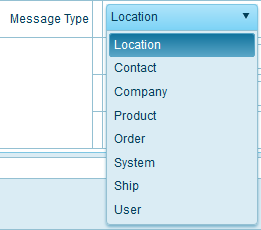 Message Type
Location
Location
Contact
Company
Product
Order
System
Ship
User